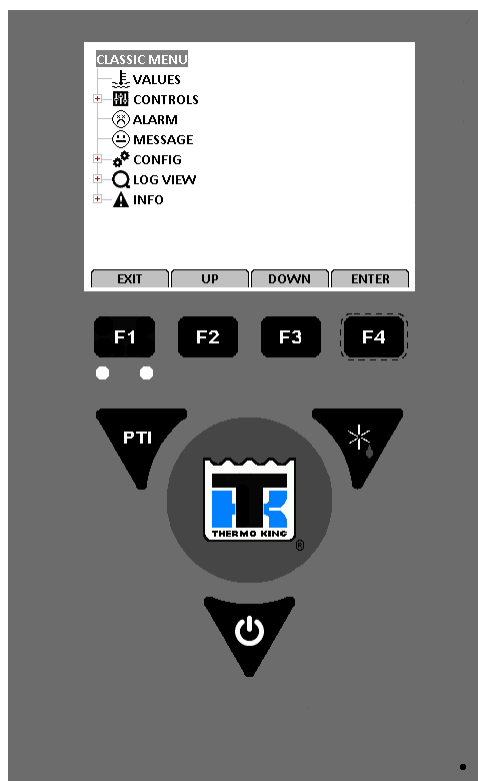 CLASSIC MENU
VALUES
CONTROLS
ALARM
MESSAGE
CONFIG
LOG VIEW
INFO
EXIT UP DOWN ENTER
F1 F2 F3 F4
PTI
THERMO KING
®